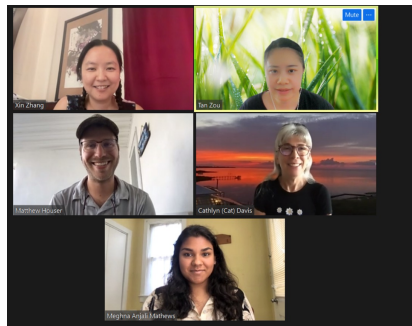 Mute ...
Xin Zhang
Tan Zou
Matthew Houser
Cathlyn (Cat) Davis
Meghna Anjali Mathews